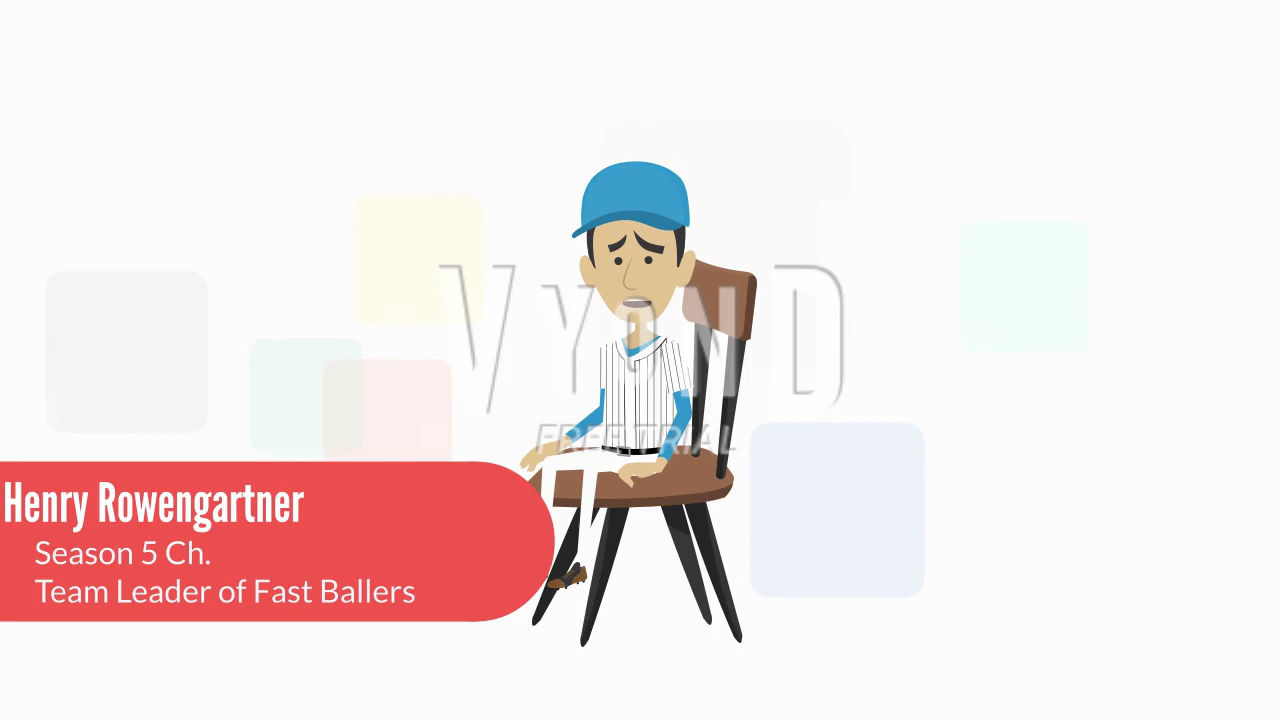 VYOND
FREE TRIAL
Henry Rowengartner
Season 5 Ch.
Team Leader of Fast Ballers